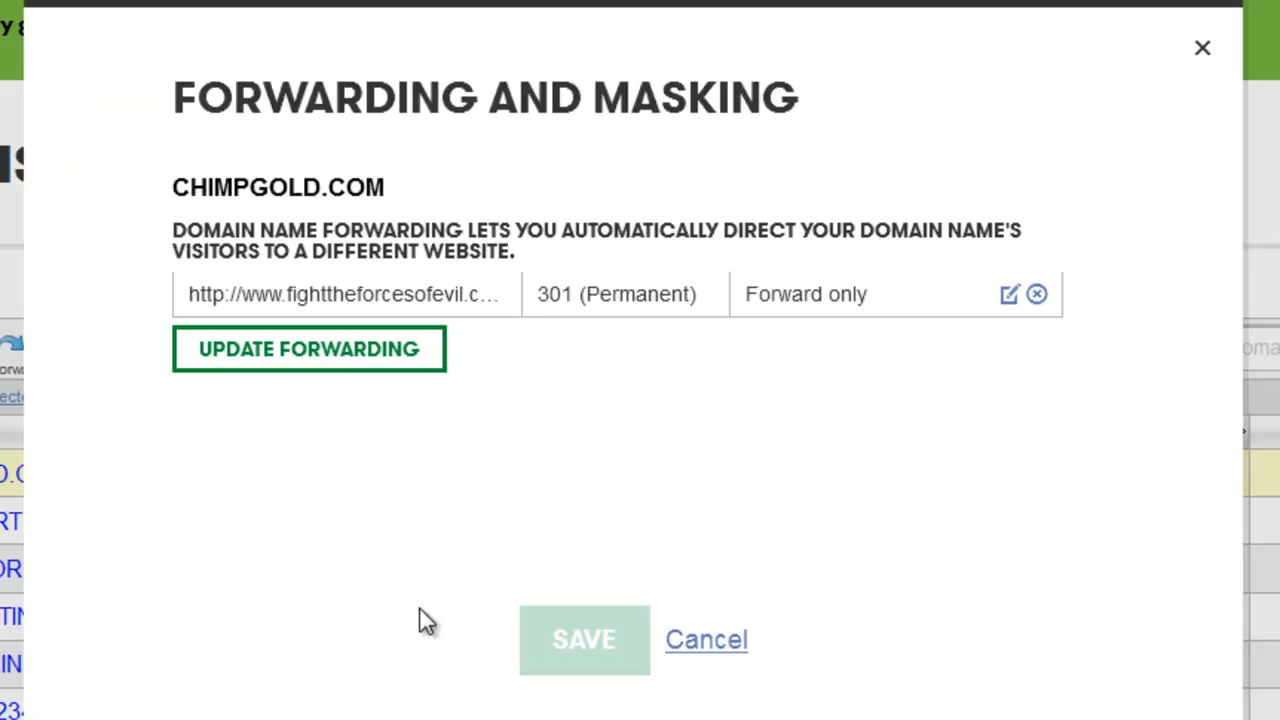 FORWARDING AND MASKING
CHIMPGOLD.COM
DOMAIN NAME FORWARDING LETS YOU AUTOMATICALLY DIRECT YOUR DOMAIN NAME'S
VISITORS TO A DIFFERENT WEBSITE.
http://www.fighttheforcesofevil.c... 301 (Permanent) Forward only
UPDATE FORWARDING
SAVE Cancel